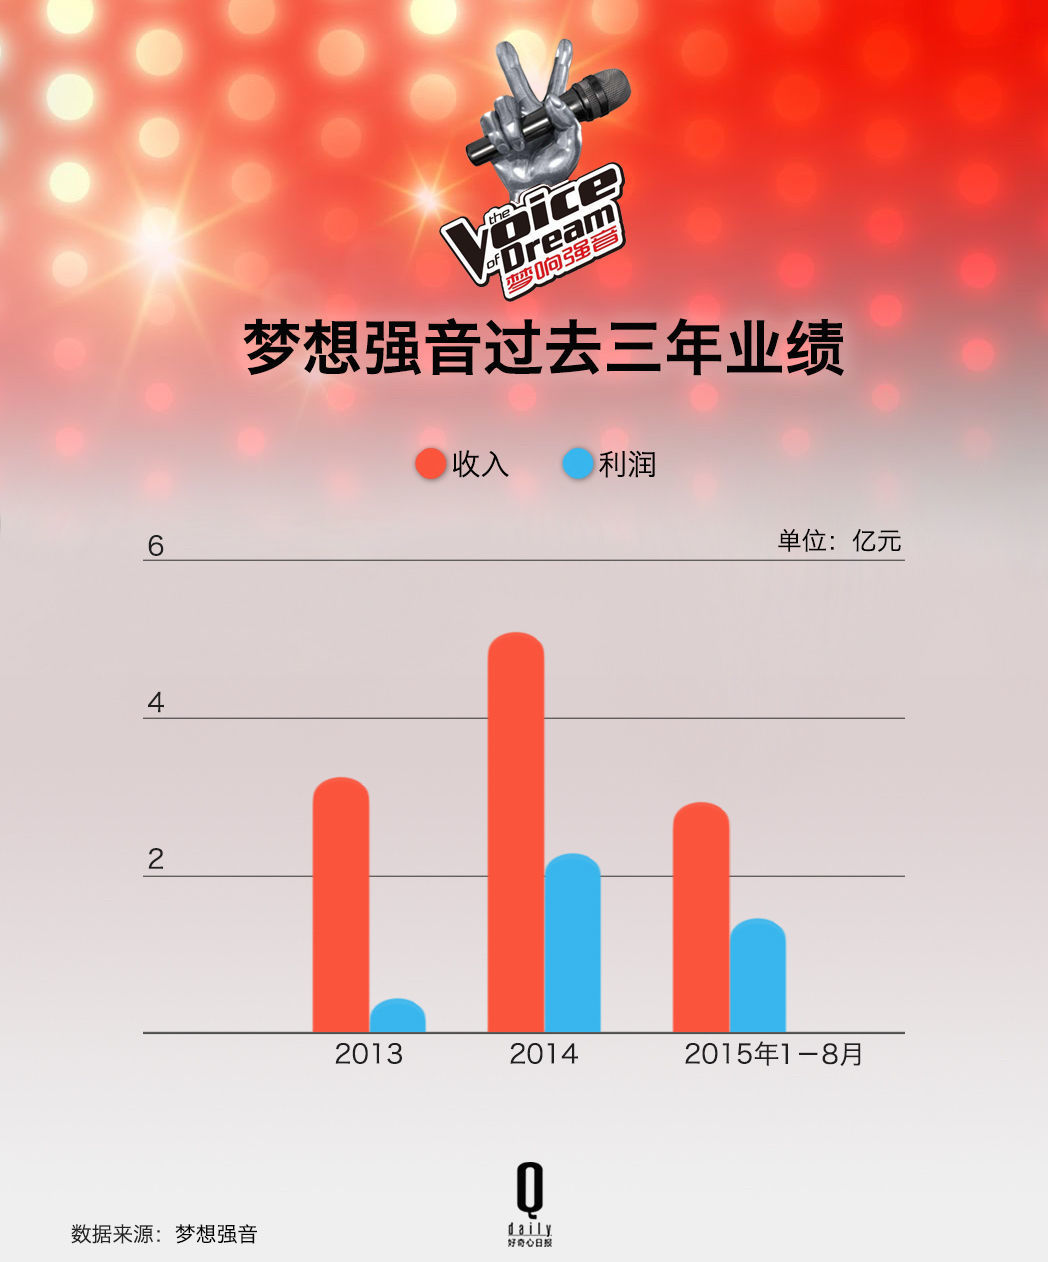 the
Voice
of Dream
梦响强音
梦想强音过去三年业绩
收入 利润
单位：亿元
6
4
2
2013 2014 2015年1－8月
Q
daily
好奇心日报
数据来源：梦想强音